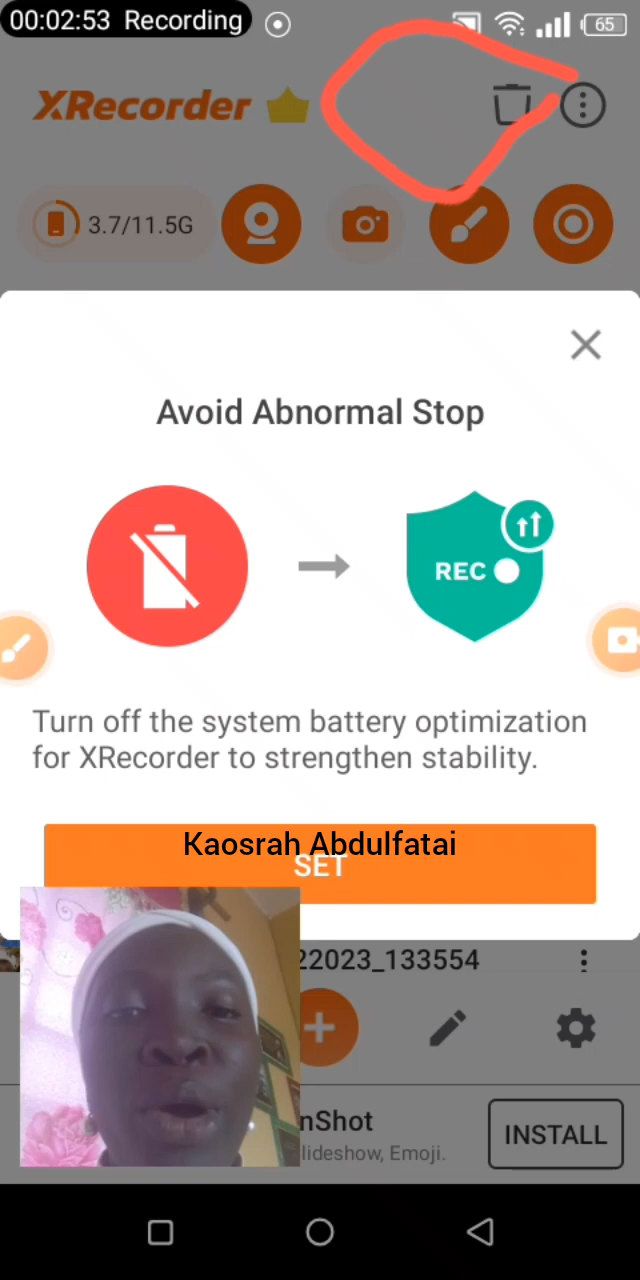 00:02:53 Recording
65
XRecorder
3.7/11.5G
Avoid Abnormal Stop
REC
Turn off the system battery optimization
for XRecorder to strengthen stability.
Kaosrah Abdulfatai
SET
22023_133554
nShot
INSTALL
lideshow, Emoji.